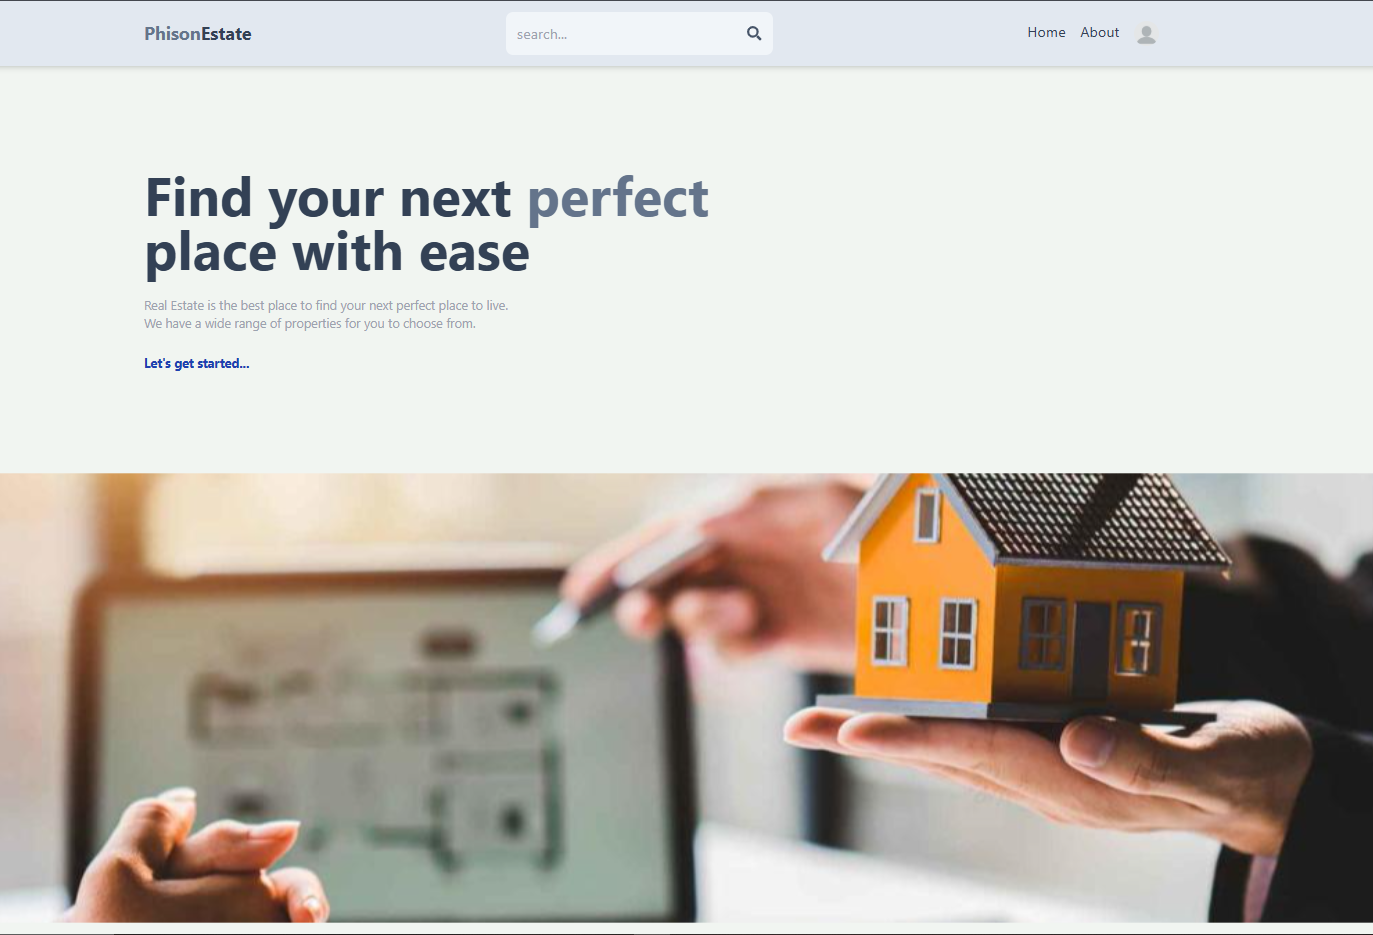 PhisonEstate
search...
Home
About
Find your next perfect
place with ease
Real Estate is the best place to find your next perfect place to live.
We have a wide range of properties for you to choose from.
Let's get started...